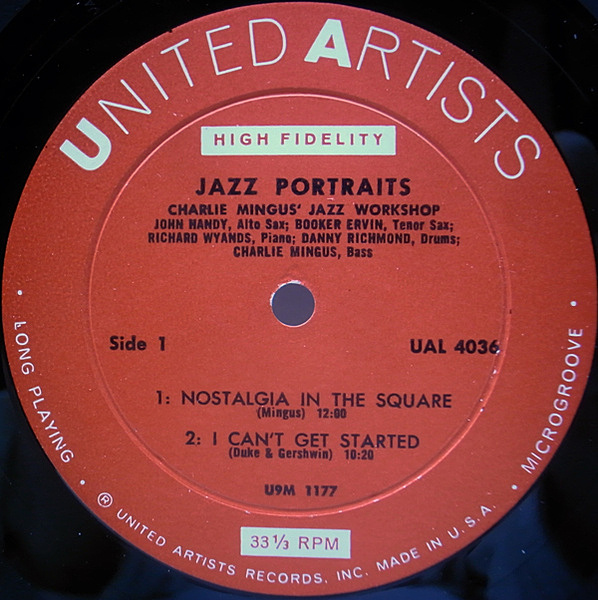 UNITED ARTISTS
HIGH FIDELITY
JAZZ PORTRAITS
CHARLIE MINGUS' JAZZ WORKSHOP
JOHN HANDY, Alto Sax; BOOKER ERVIN, Tenor Sax;
RICHARD WYANDS, Piano; DANNY RICHMOND, Drums;
CHARLIE MINGUS, Bass
Side 1
UAL 4036
1: NOSTALGIA IN THE SQUARE
(Mingus) 12:00
2: I CAN'T GET STARTED
(Duke & Gershwin) 10:20
U9M 1177
33 1/3 RPM
• LONG PLAYING •
® UNITED ARTISTS RECORDS, INC. MADE IN U.S.A.
• MICROGROOVE •